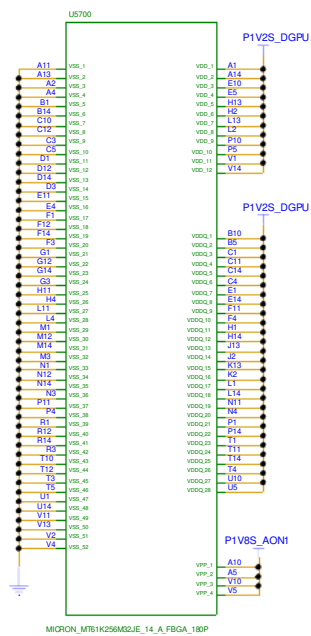 U5700
P1V2S_DGPU
A11 VSS_1
A13 VSS_2
A2 VSS_3
A4 VSS_4
B1 VSS_5
B14 VSS_6
C10 VSS_7
C12 VSS_8
C3 VSS_9
C5 VSS_10
D1 VSS_11
D12 VSS_12
D14 VSS_13
D3 VSS_14
E11 VSS_15
E4 VSS_16
F1 VSS_17
F12 VSS_18
F14 VSS_19
F3 VSS_20
G1 VSS_21
G12 VSS_22
G14 VSS_23
G3 VSS_24
H11 VSS_25
H4 VSS_26
L11 VSS_27
L4 VSS_28
M1 VSS_29
M12 VSS_30
M14 VSS_31
M3 VSS_32
N1 VSS_33
N12 VSS_34
N14 VSS_35
N3 VSS_36
P11 VSS_37
P4 VSS_38
R1 VSS_39
R12 VSS_40
R14 VSS_41
R3 VSS_42
T10 VSS_43
T12 VSS_44
T3 VSS_45
T5 VSS_46
U1 VSS_47
U14 VSS_48
V11 VSS_49
V13 VSS_50
V2 VSS_51
V4 VSS_52
VDD_1 A1
VDD_2 A14
VDD_3 E10
VDD_4 E5
VDD_5 H13
VDD_6 H2
VDD_7 L13
VDD_8 L2
VDD_9 P10
VDD_10 P5
VDD_11 V1
VDD_12 V14
P1V2S_DGPU
VDDQ_1 B10
VDDQ_2 B5
VDDQ_3 C1
VDDQ_4 C11
VDDQ_5 C14
VDDQ_6 C4
VDDQ_7 E1
VDDQ_8 E14
VDDQ_9 F11
VDDQ_10 F4
VDDQ_11 H1
VDDQ_12 H14
VDDQ_13 J13
VDDQ_14 J2
VDDQ_15 K13
VDDQ_16 K2
VDDQ_17 L1
VDDQ_18 L14
VDDQ_19 N11
VDDQ_20 N4
VDDQ_21 P1
VDDQ_22 P14
VDDQ_23 T1
VDDQ_24 T11
VDDQ_25 T14
VDDQ_26 T4
VDDQ_27 U10
VDDQ_28 U5
P1V8S_AON1
VPP_1 A10
VPP_2 A5
VPP_3 V10
VPP_4 V5
MICRON_MT61K256M32JE_14_A_FBGA_180P